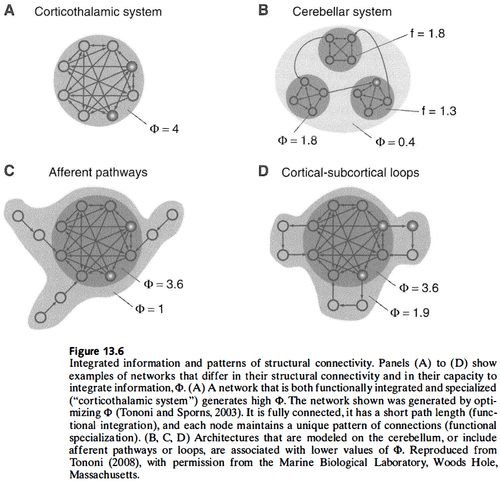 A Corticothalamic system
Φ = 4
B Cerebellar system
f = 1.8
f = 1.3
Φ = 1.8
Φ = 0.4
C Afferent pathways
Φ = 3.6
Φ = 1
D Cortical-subcortical loops
Φ = 3.6
Φ = 1.9
Figure 13.6
Integrated information and patterns of structural connectivity. Panels (A) to (D) show
examples of networks that differ in their structural connectivity and in their capacity to
integrate information, Φ. (A) A network that is both functionally integrated and specialized
(“corticothalamic system”) generates high Φ. The network shown was generated by opti-
mizing Φ (Tononi and Sporns, 2003). It is fully connected, it has a short path length (func-
tional integration), and each node maintains a unique pattern of connections (functional
specialization). (B, C, D) Architectures that are modeled on the cerebellum, or include
afferent pathways or loops, are associated with lower values of Φ. Reproduced from
Tononi (2008), with permission from the Marine Biological Laboratory, Woods Hole,
Massachusetts.